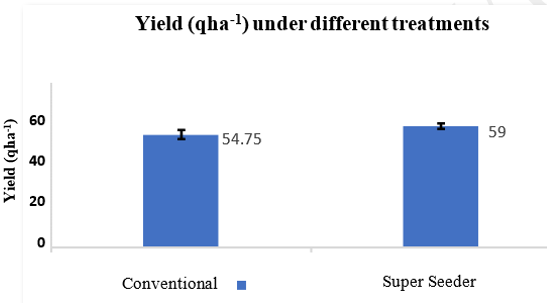 Yield (qha-1) under different treatments
Yield (qha-1)
60
40
20
0
54.75
59
Conventional
Super Seeder